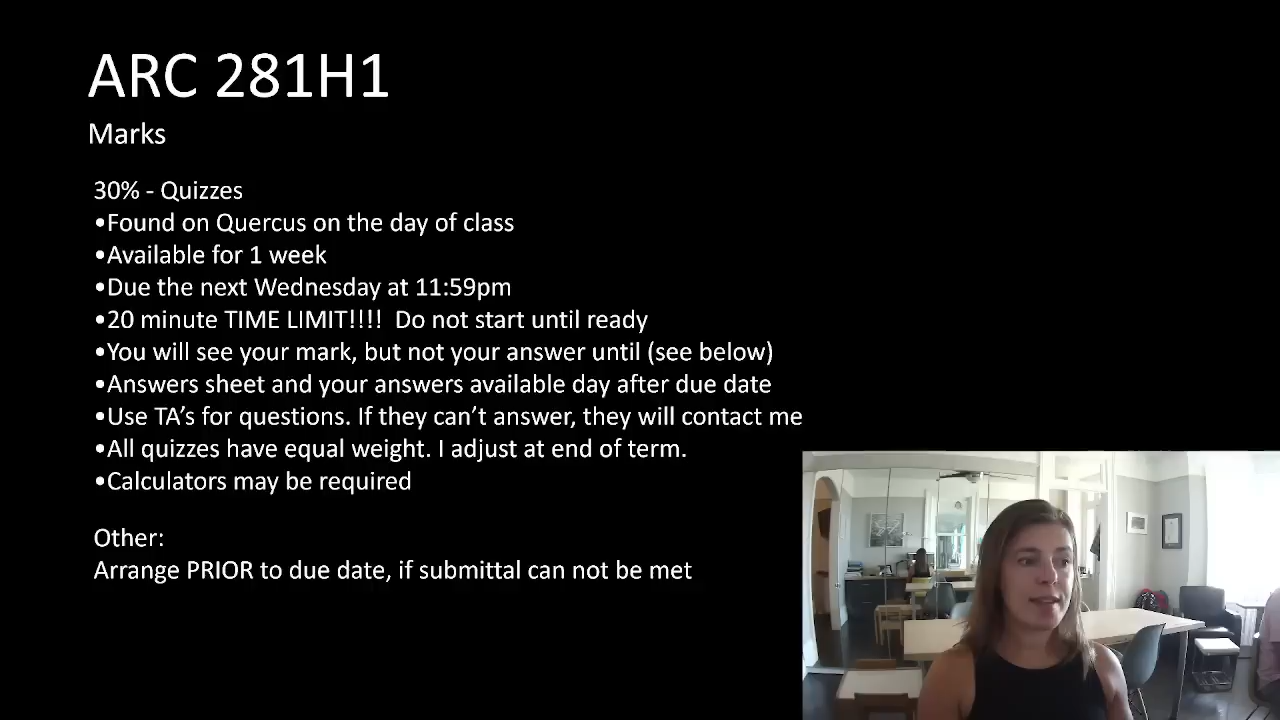 ARC 281H1
Marks
30% - Quizzes
•Found on Quercus on the day of class
•Available for 1 week
•Due the next Wednesday at 11:59pm
•20 minute TIME LIMIT!!!!  Do not start until ready
•You will see your mark, but not your answer until (see below)
•Answers sheet and your answers available day after due date
•Use TA’s for questions. If they can’t answer, they will contact me
•All quizzes have equal weight. I adjust at end of term.
•Calculators may be required
Other:
Arrange PRIOR to due date, if submittal can not be met